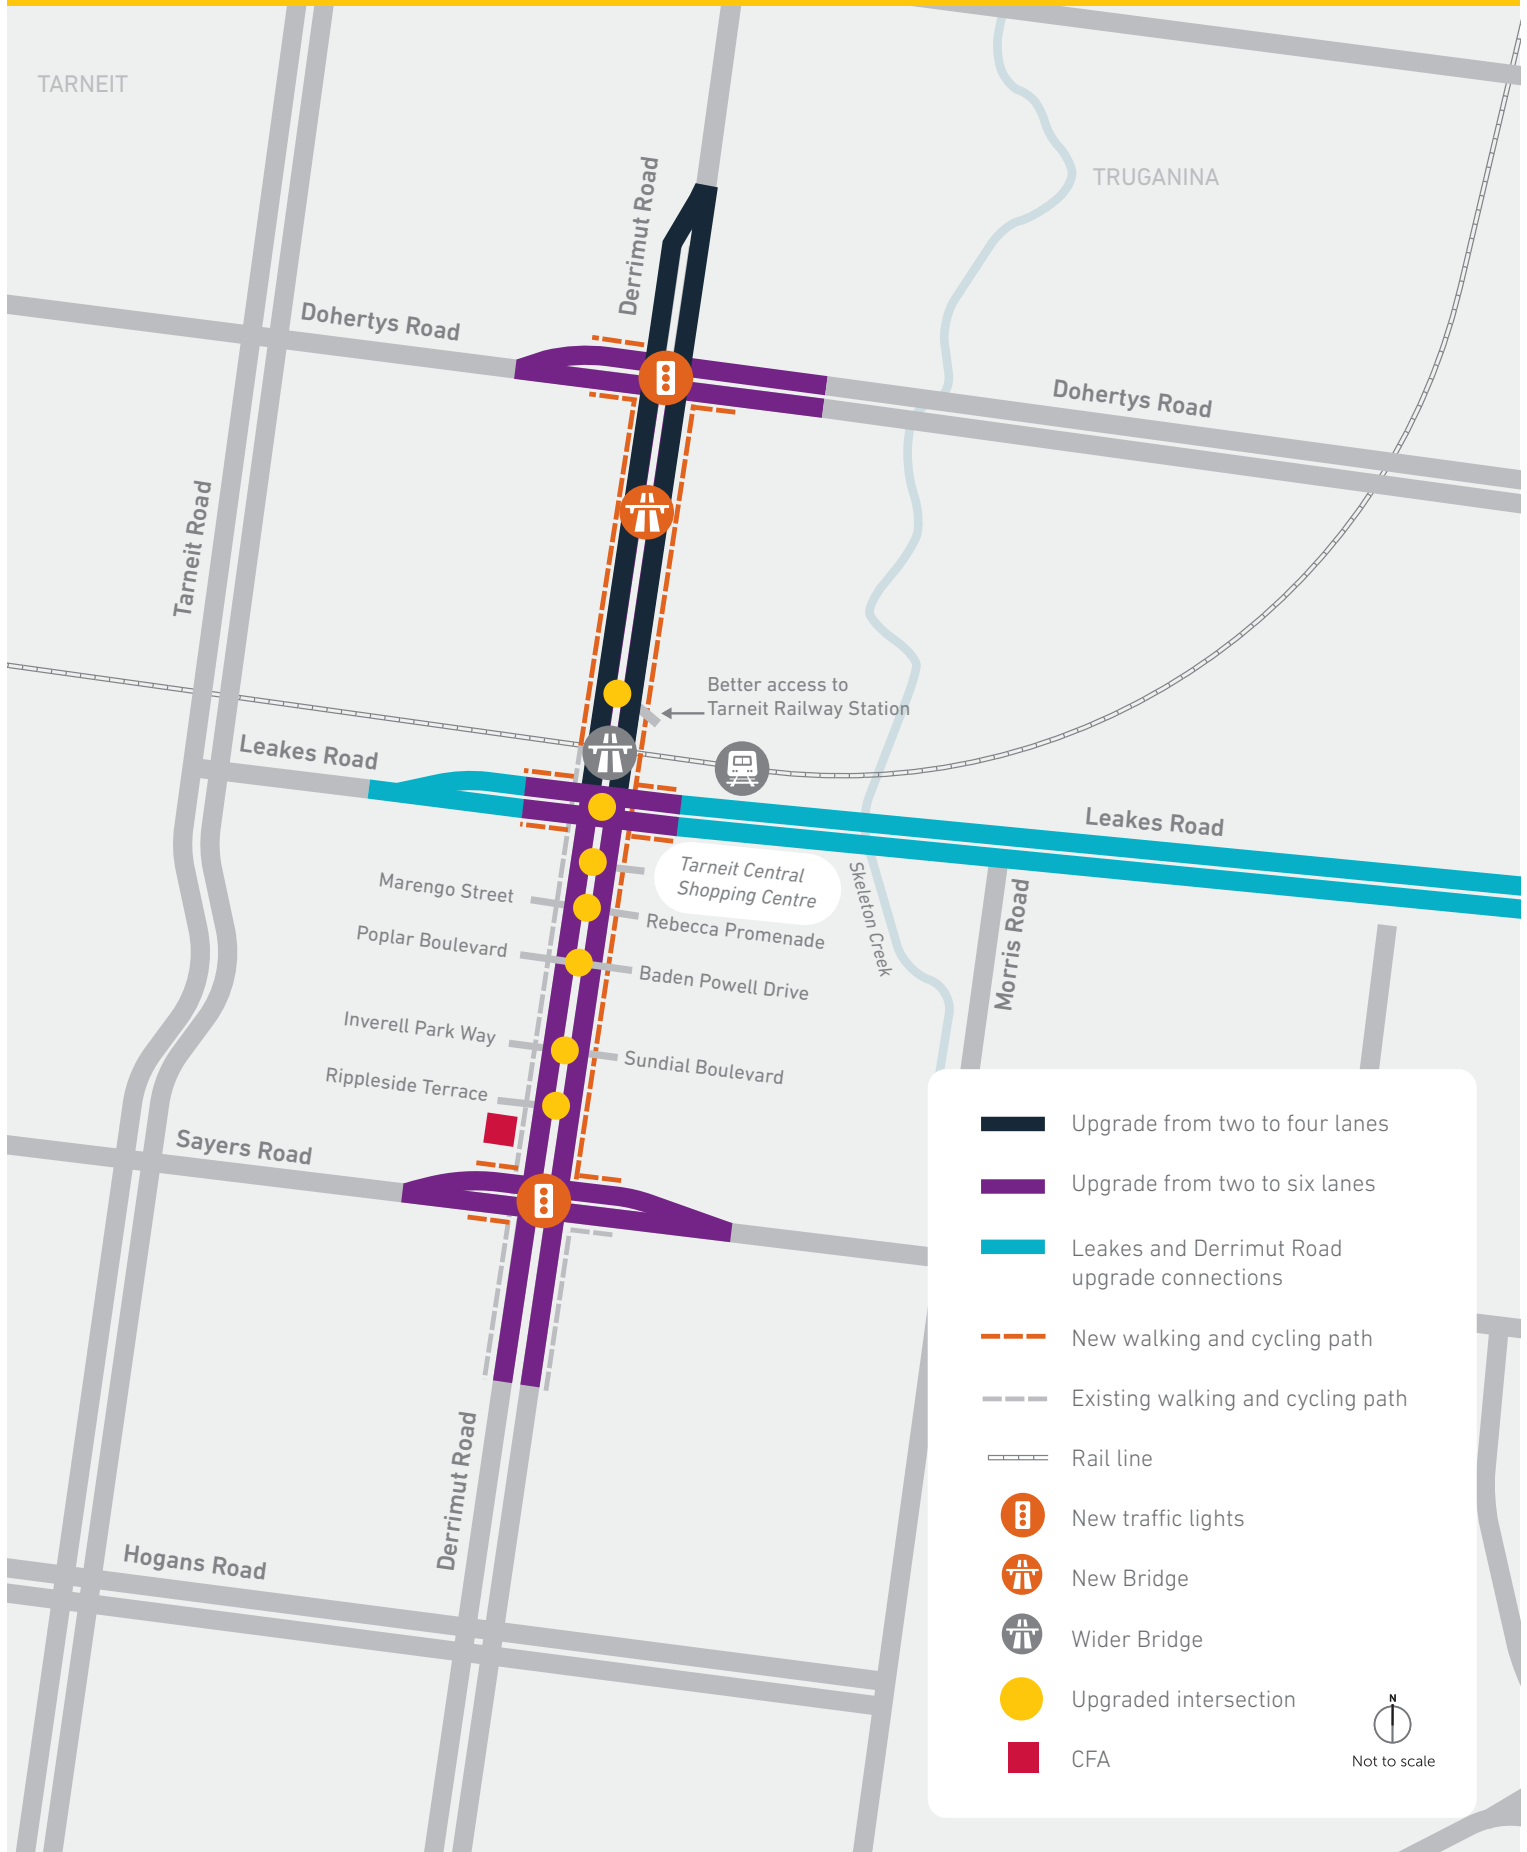 TARNEIT
TRUGANINA
Derrimut Road
Dohertys Road
Dohertys Road
Tarneit Road
Better access to
Tarneit Railway Station
Leakes Road
Leakes Road
Tarneit Central
Shopping Centre
Skeleton Creek
Morris Road
Marengo Street
Rebecca Promenade
Poplar Boulevard
Baden Powell Drive
Inverell Park Way
Sundial Boulevard
Rippleside Terrace
Sayers Road
Derrimut Road
Hogans Road
Upgrade from two to four lanes
Upgrade from two to six lanes
Leakes and Derrimut Road
upgrade connections
New walking and cycling path
Existing walking and cycling path
Rail line
New traffic lights
New Bridge
Wider Bridge
Upgraded intersection
CFA
N
Not to scale